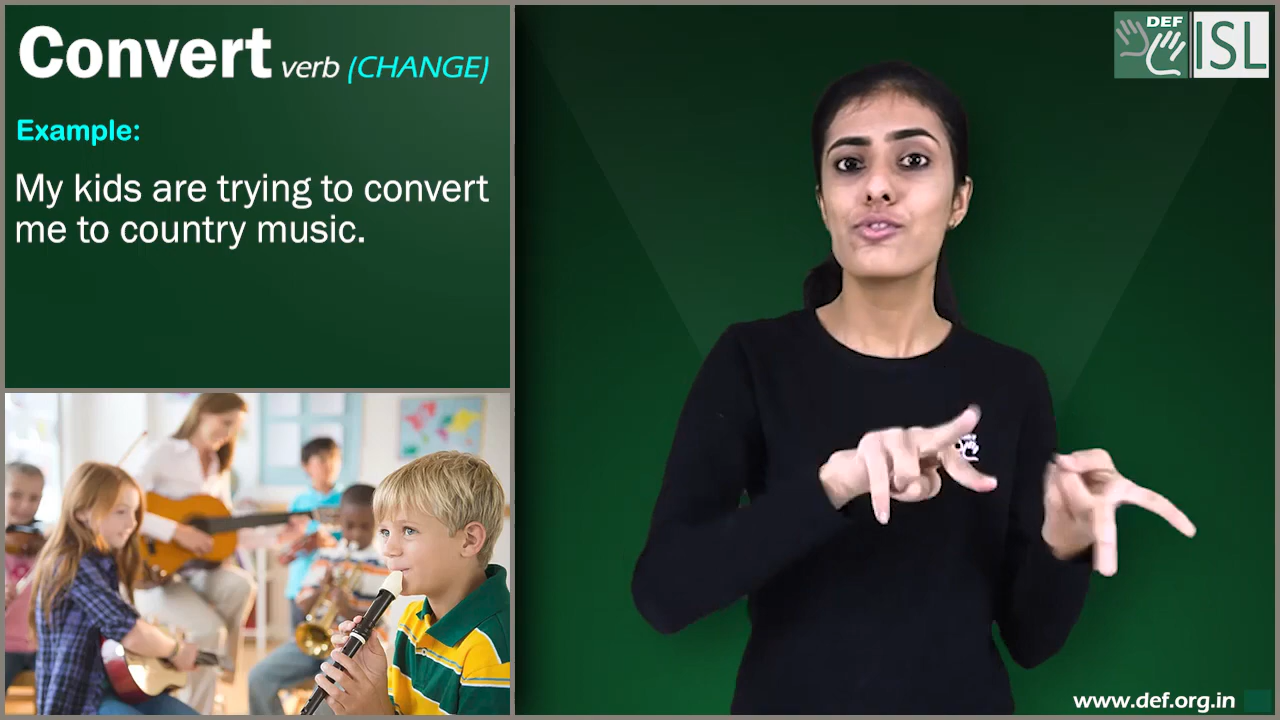 Convert verb (CHANGE)
Example:
My kids are trying to convert
me to country music.
DEF
ISL
www.def.org.in